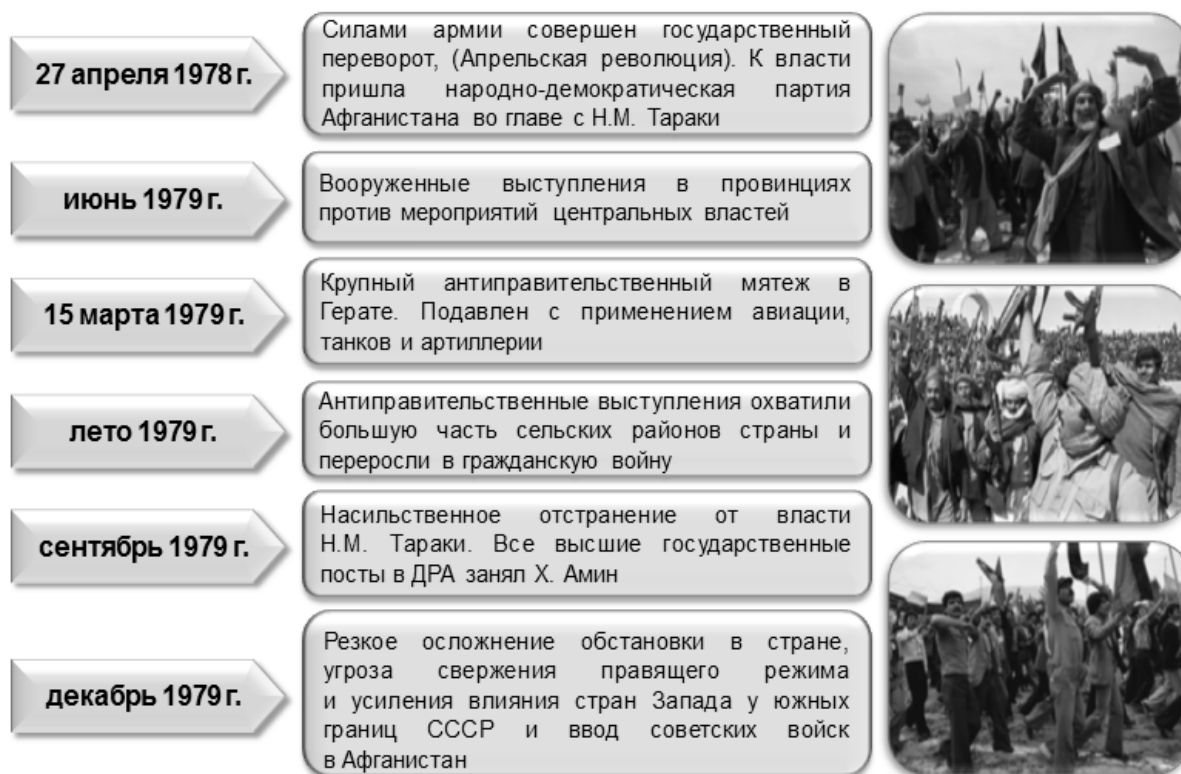 27 апреля 1978 г.
Силами армии совершен государственный
переворот, (Апрельская революция). К власти
пришла народно-демократическая партия
Афганистана во главе с Н.М. Тараки
июнь 1979 г.
Вооруженные выступления в провинциях
против мероприятий центральных властей
15 марта 1979 г.
Крупный антиправительственный мятеж в
Герате. Подавлен с применением авиации,
танков и артиллерии
лето 1979 г.
Антиправительственные выступления охватили
большую часть сельских районов страны и
переросли в гражданскую войну
сентябрь 1979 г.
Насильственное отстранение от власти
Н.М. Тараки. Все высшие государственные
посты в ДРА занял Х. Амин
декабрь 1979 г.
Резкое осложнение обстановки в стране,
угроза свержения правящего режима
и усиления влияния стран Запада у южных
границ СССР и ввод советских войск
в Афганистан